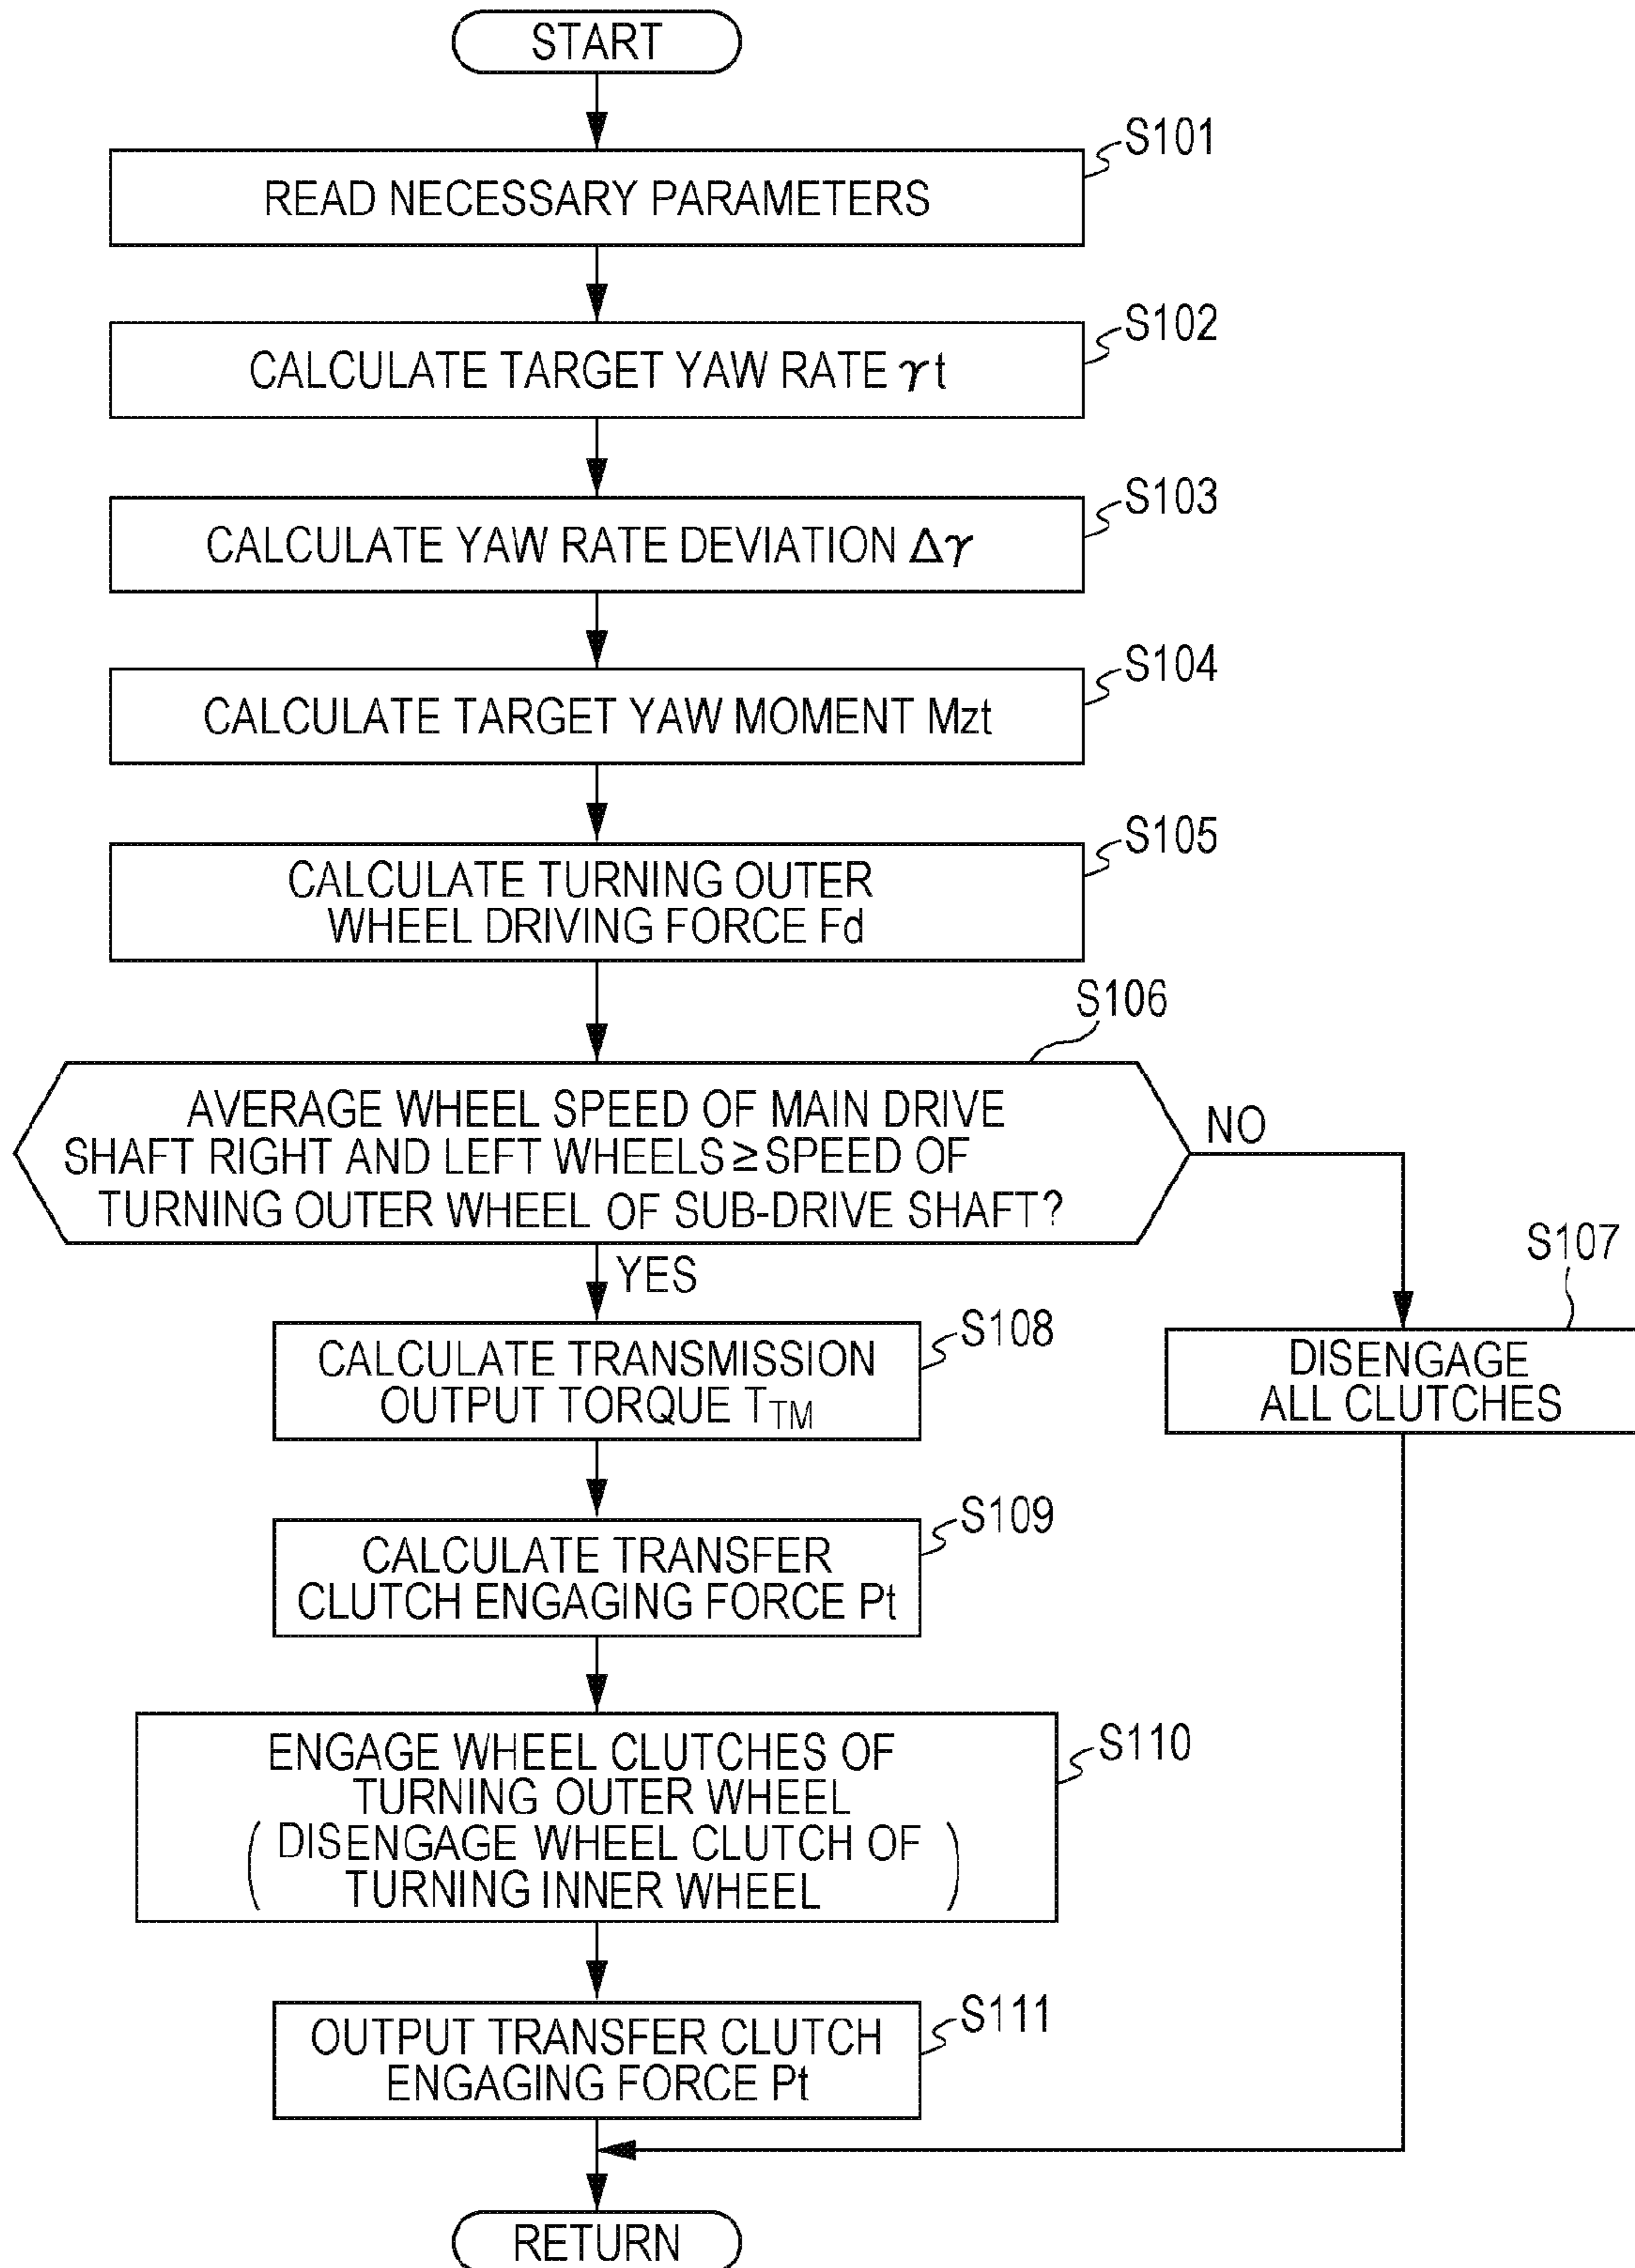 START
S101
READ NECESSARY PARAMETERS
S102
CALCULATE TARGET YAW RATE γt
S103
CALCULATE YAW RATE DEVIATION Δγ
S104
CALCULATE TARGET YAW MOMENT Mzt
S105
CALCULATE TURNING OUTER
WHEEL DRIVING FORCE Fd
S106
AVERAGE WHEEL SPEED OF MAIN DRIVE
SHAFT RIGHT AND LEFT WHEELS ≥ SPEED OF
TURNING OUTER WHEEL OF SUB-DRIVE SHAFT?
NO
YES
S107
DISENGAGE
ALL CLUTCHES
S108
CALCULATE TRANSMISSION
OUTPUT TORQUE TTM
S109
CALCULATE TRANSFER
CLUTCH ENGAGING FORCE Pt
S110
ENGAGE WHEEL CLUTCHES OF
TURNING OUTER WHEEL
(DISENGAGE WHEEL CLUTCH OF
TURNING INNER WHEEL)
S111
OUTPUT TRANSFER CLUTCH
ENGAGING FORCE Pt
RETURN